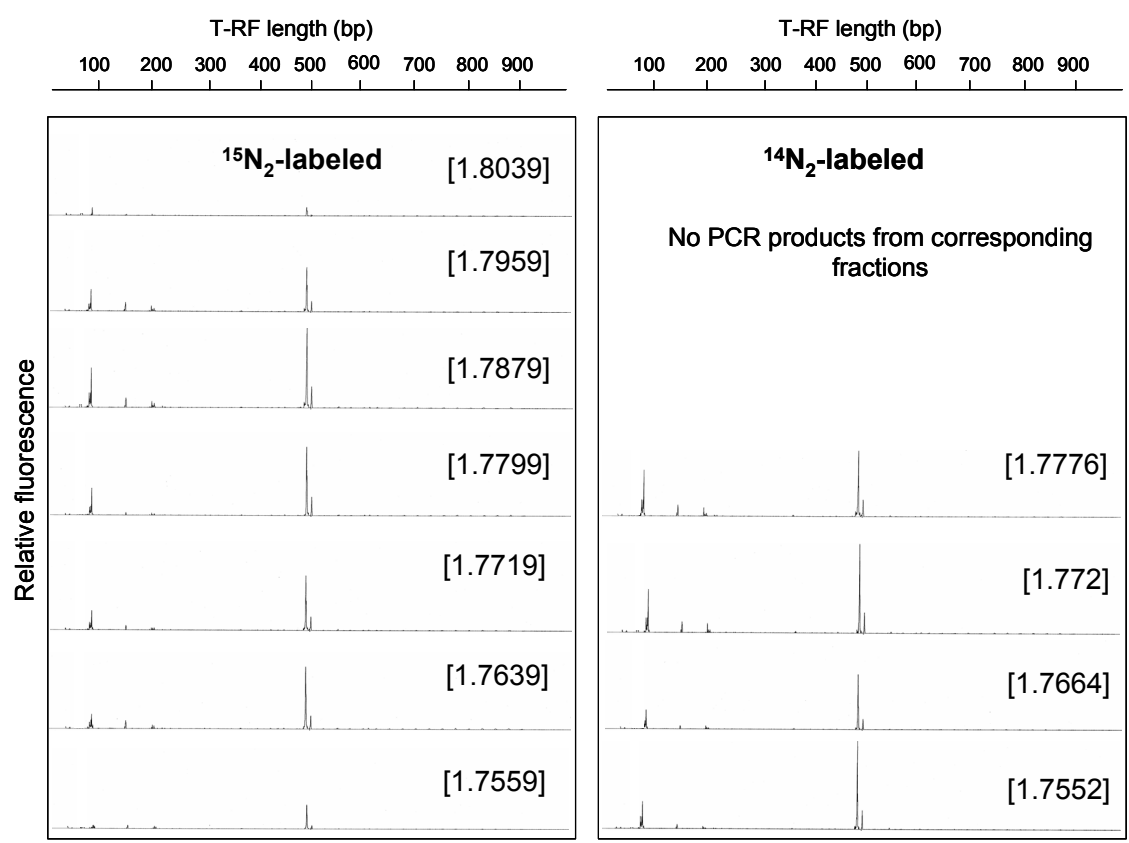 T-RF length (bp)
100 200 300 400 500 600 700 800 900
T-RF length (bp)
100 200 300 400 500 600 700 800 900
Relative fluorescence
15N2-labeled
[1.8039]
[1.7959]
[1.7879]
[1.7799]
[1.7719]
[1.7639]
[1.7559]
14N2-labeled
No PCR products from corresponding
fractions
[1.7776]
[1.772]
[1.7664]
[1.7552]